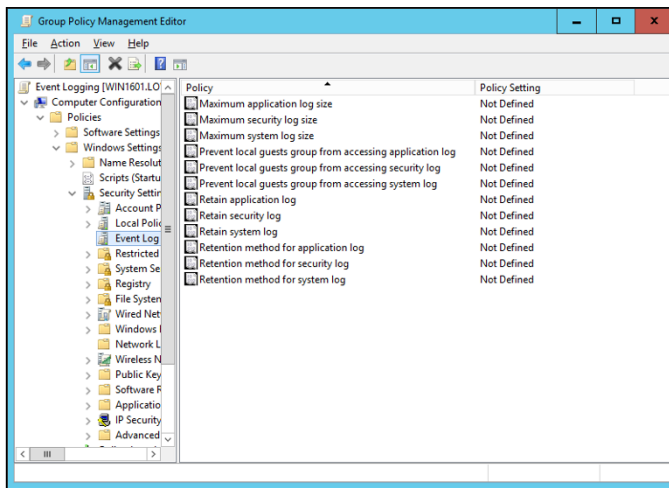 Group Policy Management Editor
File Action View Help
Event Logging [WIN1601.LO
Computer Configuration
Policies
Software Settings
Windows Settings
Name Resolut
Scripts (Startu
Security Settin
Account P
Local Polic
Event Log
Restricted
System Se
Registry
File System
Wired Net
Windows
Network L
Wireless N
Public Key
Software R
Applicatio
IP Security
Advanced
Policy Policy Setting
Maximum application log size Not Defined
Maximum security log size Not Defined
Maximum system log size Not Defined
Prevent local guests group from accessing application log Not Defined
Prevent local guests group from accessing security log Not Defined
Prevent local guests group from accessing system log Not Defined
Retain application log Not Defined
Retain security log Not Defined
Retain system log Not Defined
Retention method for application log Not Defined
Retention method for security log Not Defined
Retention method for system log Not Defined